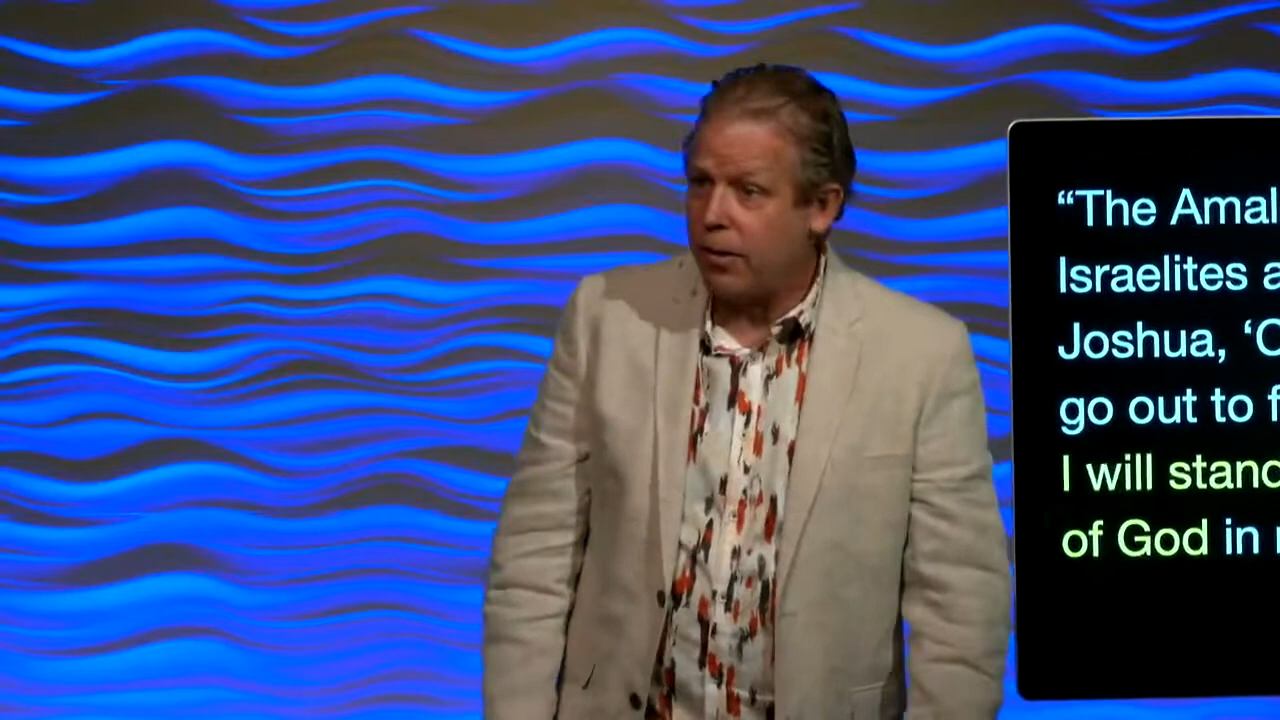 “The Amal
Israelites a
Joshua, ‘C
go out to f
I will stand
of God in